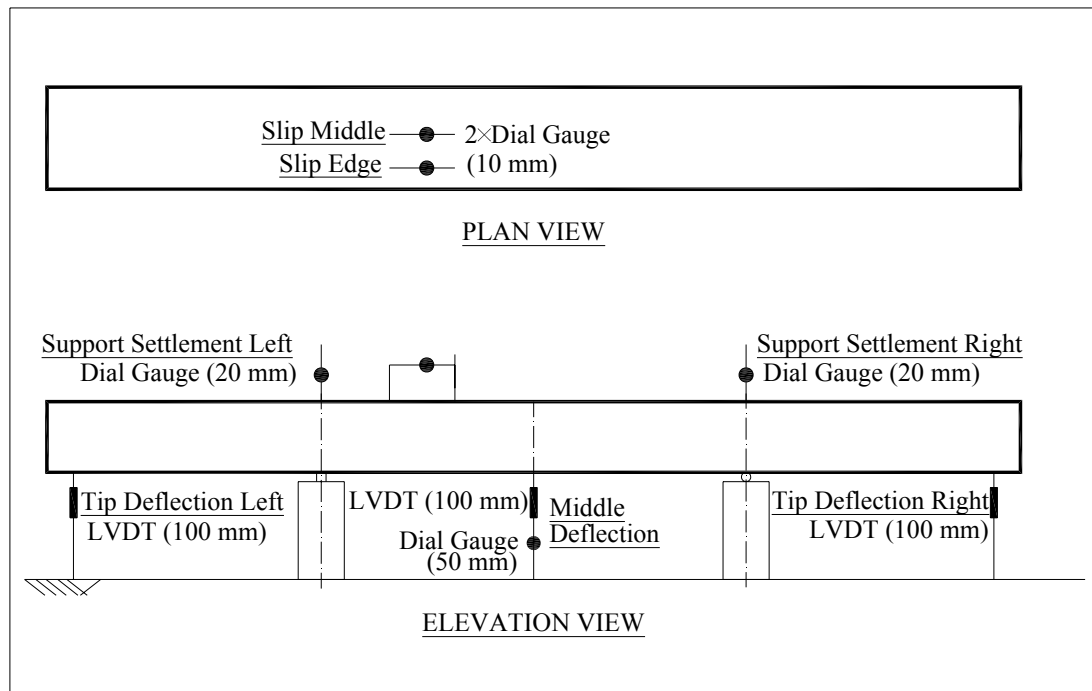 Slip Middle
2×Dial Gauge
Slip Edge
(10 mm)
PLAN VIEW
Support Settlement Left
Dial Gauge (20 mm)
Support Settlement Right
Dial Gauge (20 mm)
Tip Deflection Left
LVDT (100 mm)
LVDT (100 mm)
Dial Gauge
(50 mm)
Middle
Deflection
Tip Deflection Right
LVDT (100 mm)
ELEVATION VIEW